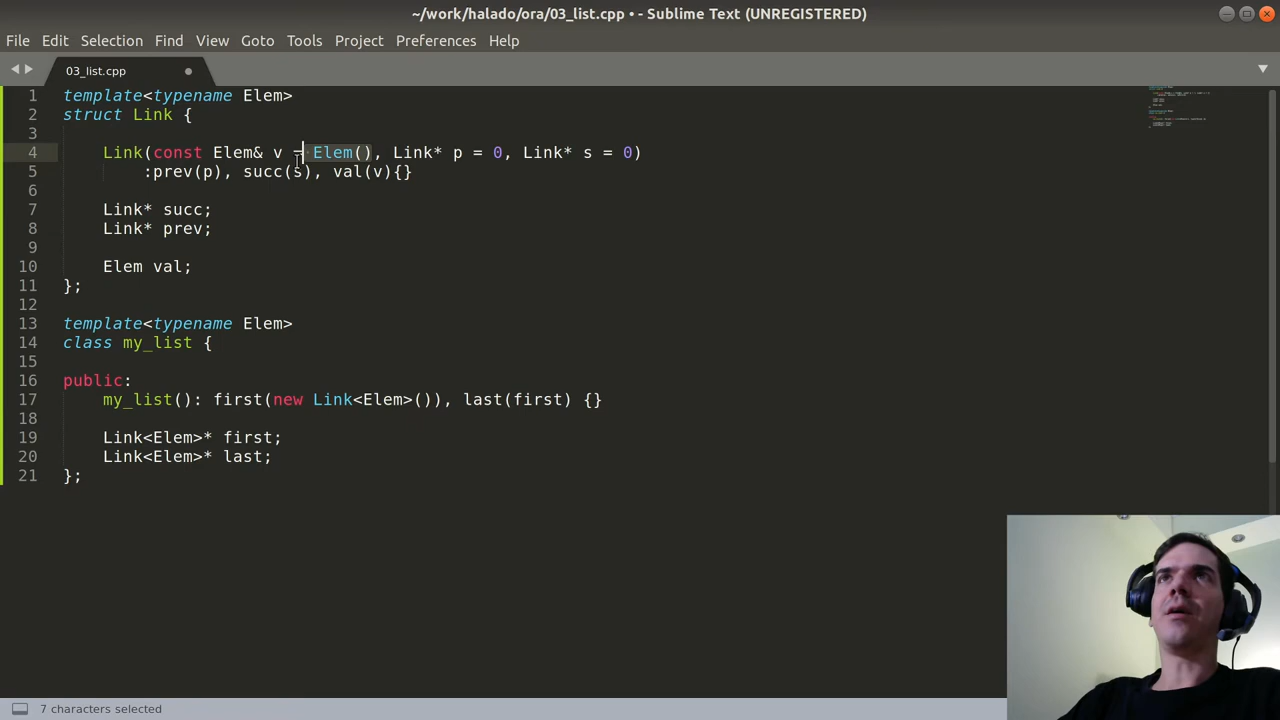 ~/work/halado/ora/03_list.cpp • - Sublime Text (UNREGISTERED)
File Edit Selection Find View Goto Tools Project Preferences Help
03_list.cpp
1 template<typename Elem>
2 struct Link {
3
4 Link(const Elem& v = Elem(), Link* p = 0, Link* s = 0)
5 :prev(p), succ(s), val(v){}
6
7 Link* succ;
8 Link* prev;
9
10 Elem val;
11 };
12
13 template<typename Elem>
14 class my_list {
15
16 public:
17 my_list(): first(new Link<Elem>()), last(first) {}
18
19 Link<Elem>* first;
20 Link<Elem>* last;
21 };
7 characters selected